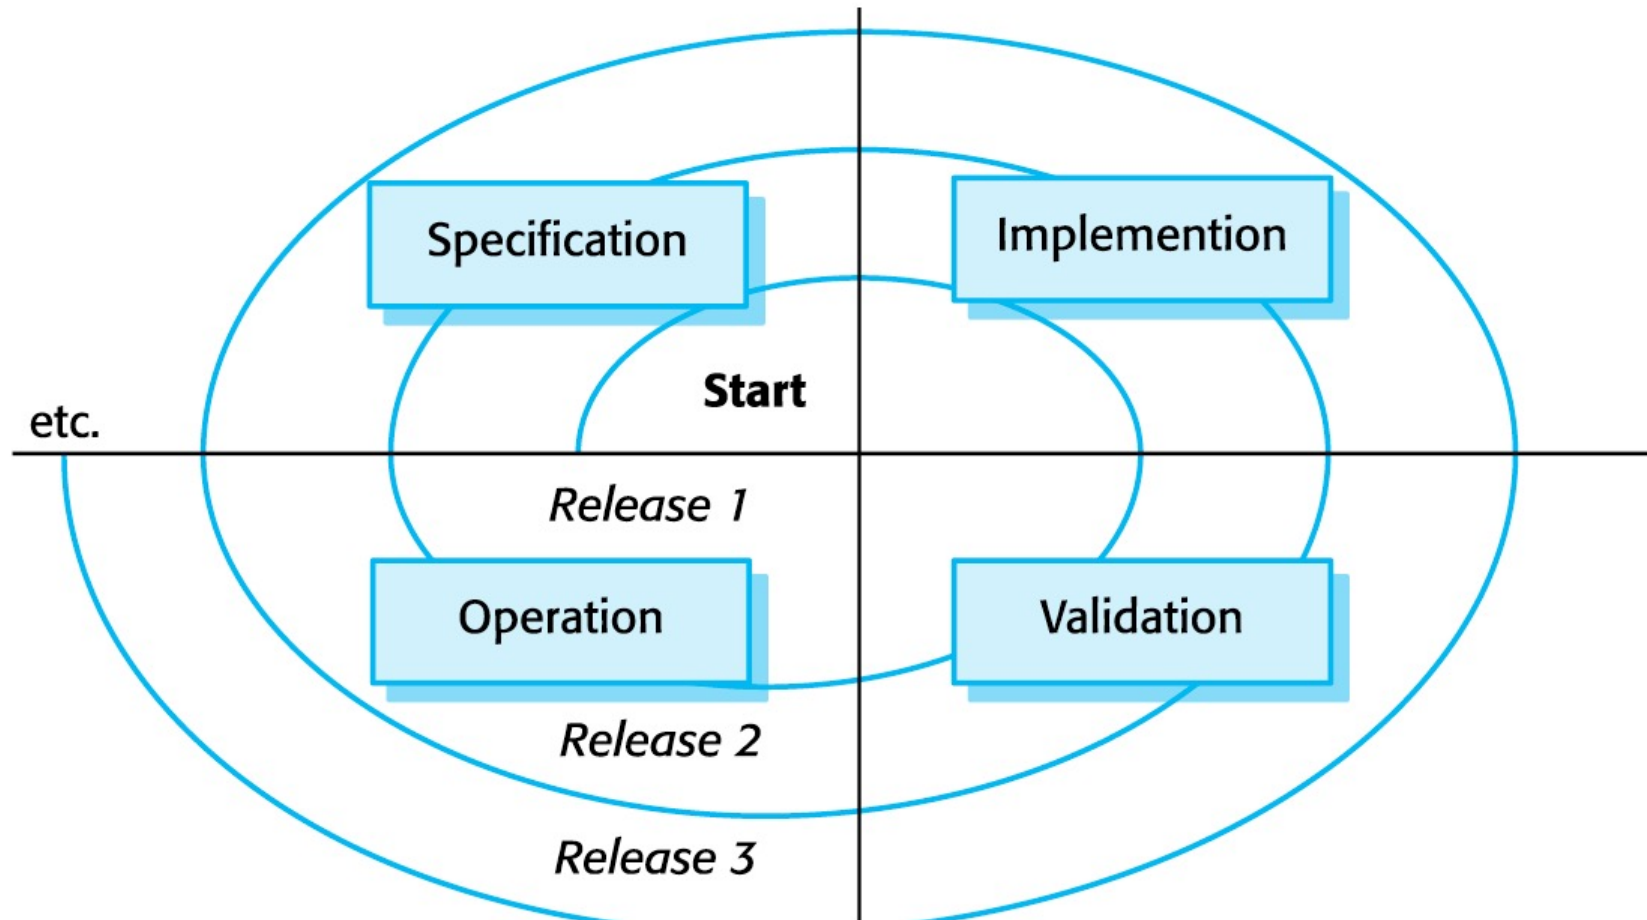 Specification
Implemention
Start
etc.
Release 1
Operation
Validation
Release 2
Release 3